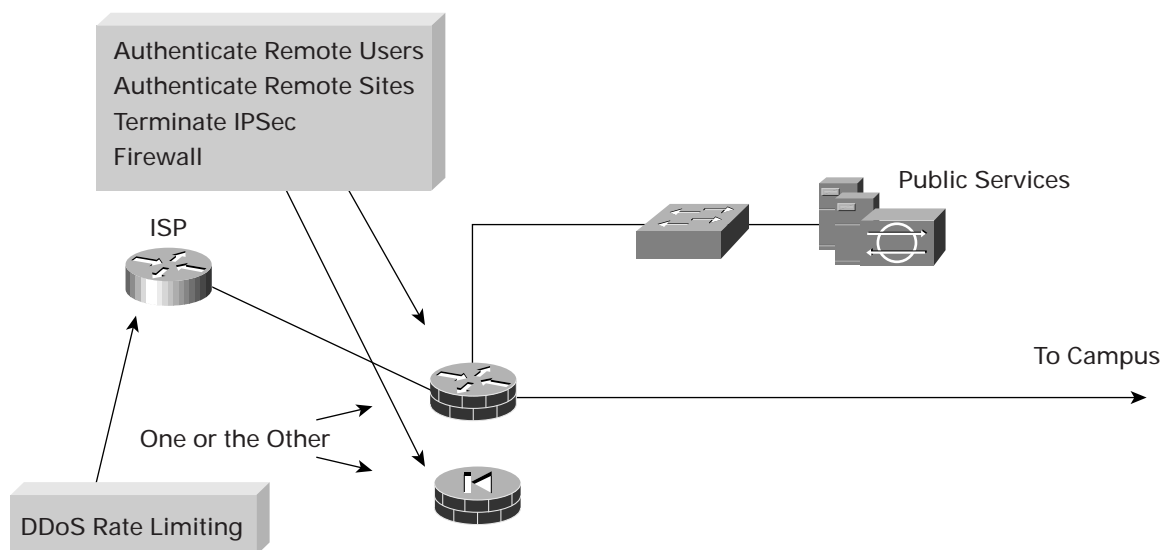 Authenticate Remote Users
Authenticate Remote Sites
Terminate IPSec
Firewall
Public Services
ISP
To Campus
One or the Other
DDoS Rate Limiting